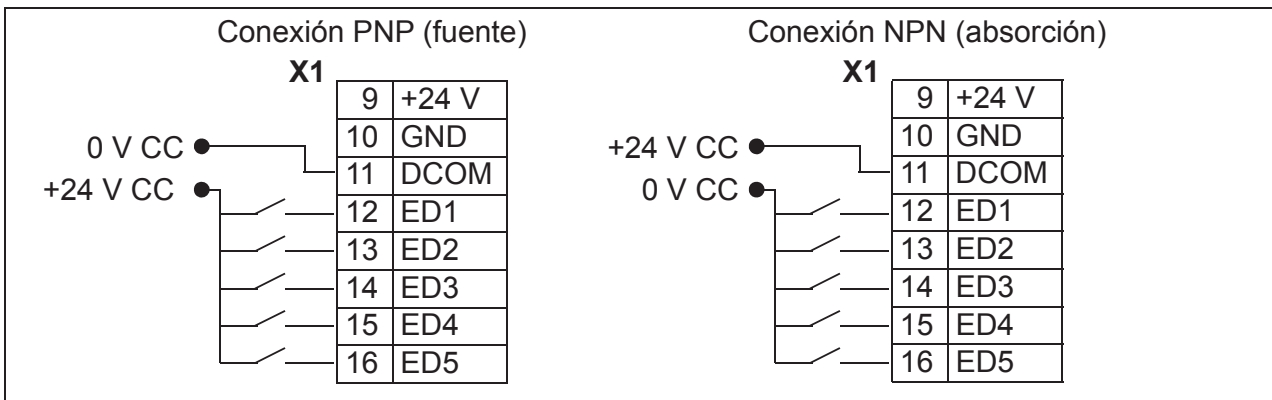 Conexión PNP (fuente)
X1
9 +24 V
10 GND
11 DCOM
12 ED1
13 ED2
14 ED3
15 ED4
16 ED5
0 V CC
+24 V CC
Conexión NPN (absorción)
X1
9 +24 V
10 GND
11 DCOM
12 ED1
13 ED2
14 ED3
15 ED4
16 ED5
+24 V CC
0 V CC